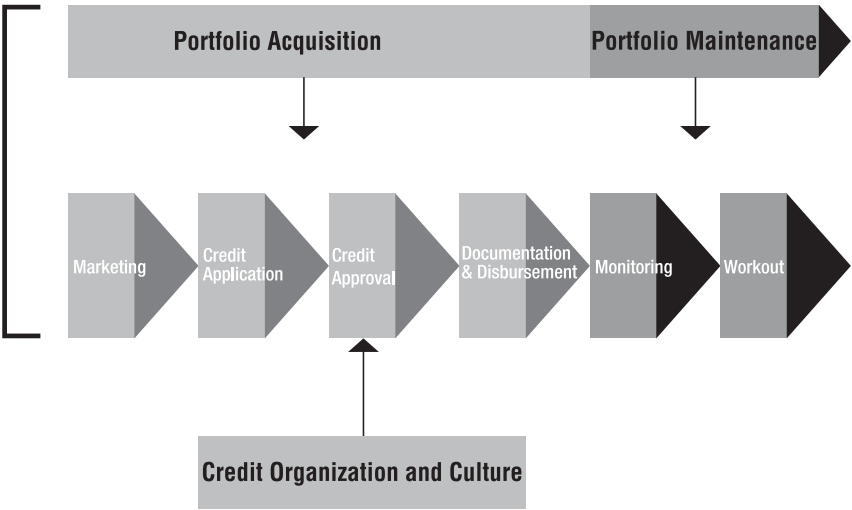 Portfolio Acquisition
Portfolio Maintenance
Marketing
Credit
Application
Credit
Approval
Documentation
& Disbursement
Monitoring
Workout
Credit Organization and Culture